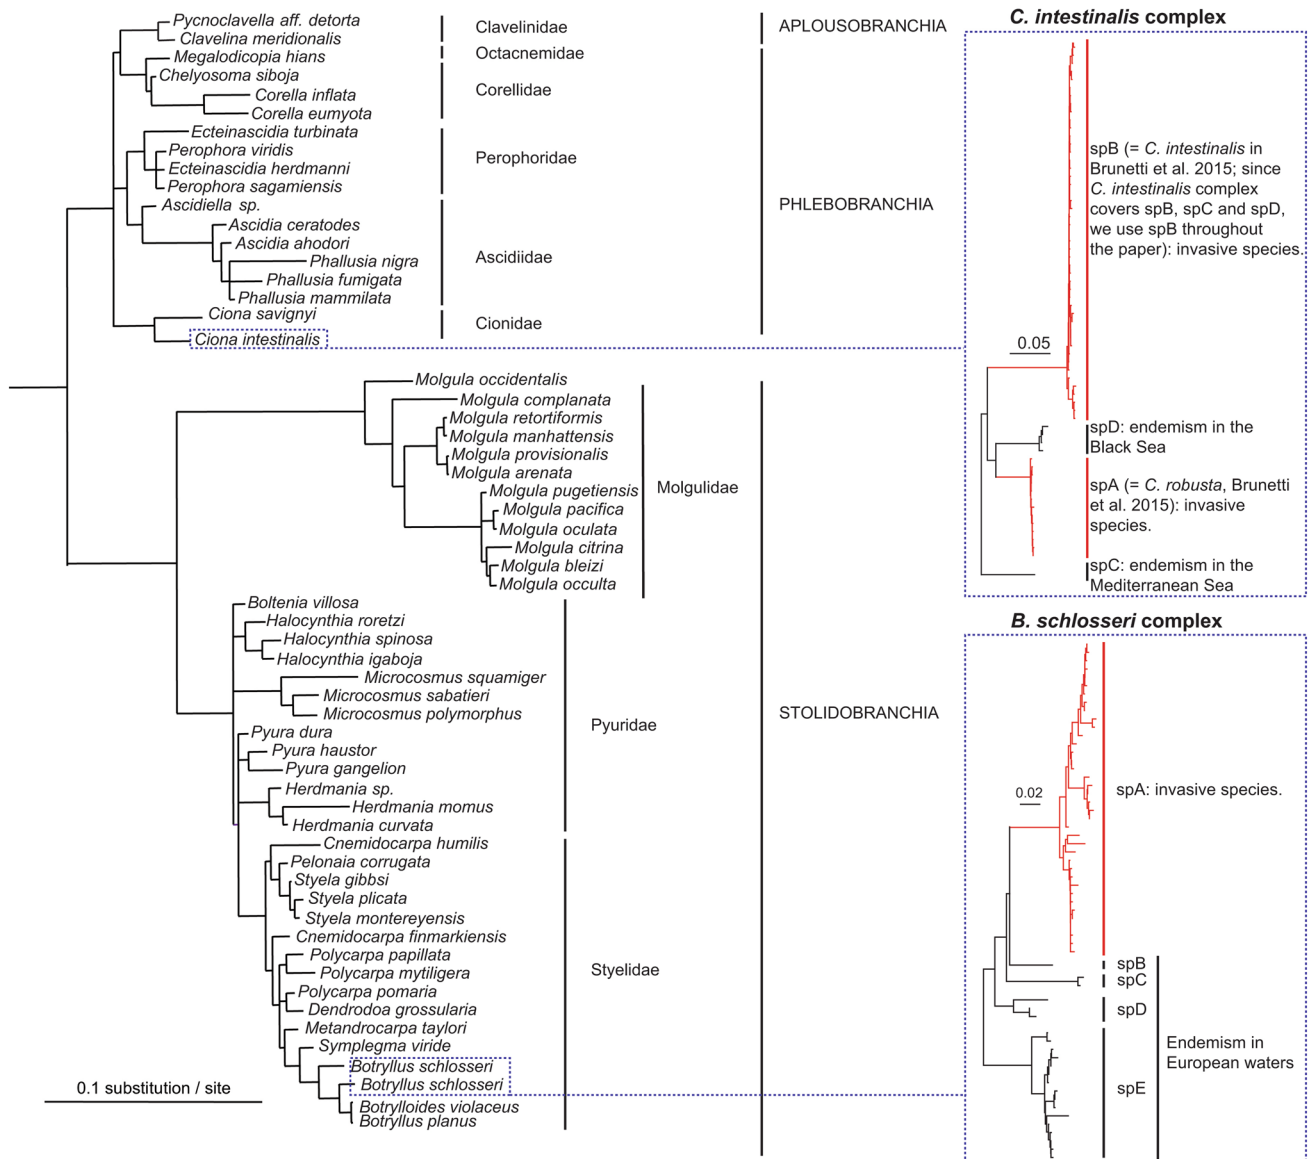 Pycnoclavella aff. detorta
Clavelina meridionalis
Megalodicopia hians
Chelyosoma siboja
Corella inflata
Corella eumyota
Ecteinascidia turbinata
Perophora viridis
Ecteinascidia herdmanni
Perophora sagamiensis
Ascidiella sp.
Ascidia ceratodes
Ascidia ahodori
Phallusia nigra
Phallusia fumigata
Phallusia mammilata
Ciona savignyi
Ciona intestinalis
Clavelinidae
Octacnemidae
Corellidae
Perophoridae
Ascidiidae
Cionidae
APLOUSOBRANCHIA
PHLEBOBRANCHIA
Molgula occidentalis
Molgula complanata
Molgula retortiformis
Molgula manhattensis
Molgula provisionalis
Molgula arenata
Molgula pugetiensis
Molgula pacifica
Molgula oculata
Molgula citrina
Molgula bleizi
Molgula occulta
Boltenia villosa
Halocynthia roretzi
Halocynthia spinosa
Halocynthia igaboja
Microcosmus squamiger
Microcosmus sabatieri
Microcosmus polymorphus
Pyura dura
Pyura haustor
Pyura gangelion
Herdmania sp.
Herdmania momus
Herdmania curvata
Cnemidocarpa humilis
Pelonaia corrugata
Styela gibbsi
Styela plicata
Styela montereyensis
Cnemidocarpa finmarkiensis
Polycarpa papillata
Polycarpa mytiligera
Polycarpa pomaria
Dendrodoa grossularia
Metandrocarpa taylori
Symplegma viride
Botryllus schlosseri
Botryllus schlosseri
Botrylloides violaceus
Botryllus planus
Molgulidae
Pyuridae
Styelidae
STOLIDOBRANCHIA
0.1 substitution / site
C. intestinalis complex
spB (= C. intestinalis in
Brunetti et al. 2015; since
C. intestinalis complex
covers spB, spC and spD,
we use spB throughout
the paper): invasive species.
0.05
spD: endemism in the
Black Sea
spA (= C. robusta, Brunetti
et al. 2015): invasive
species.
spC: endemism in the
Mediterranean Sea
B. schlosseri complex
0.02
spA: invasive species.
spB
spC
spD
spE
Endemism in
European waters